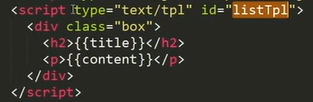 <script type="text/tpl" id="listTpl">
<div class="box">
<h2>{{title}}</h2>
<p>{{content}}</p>
</div>
</script>